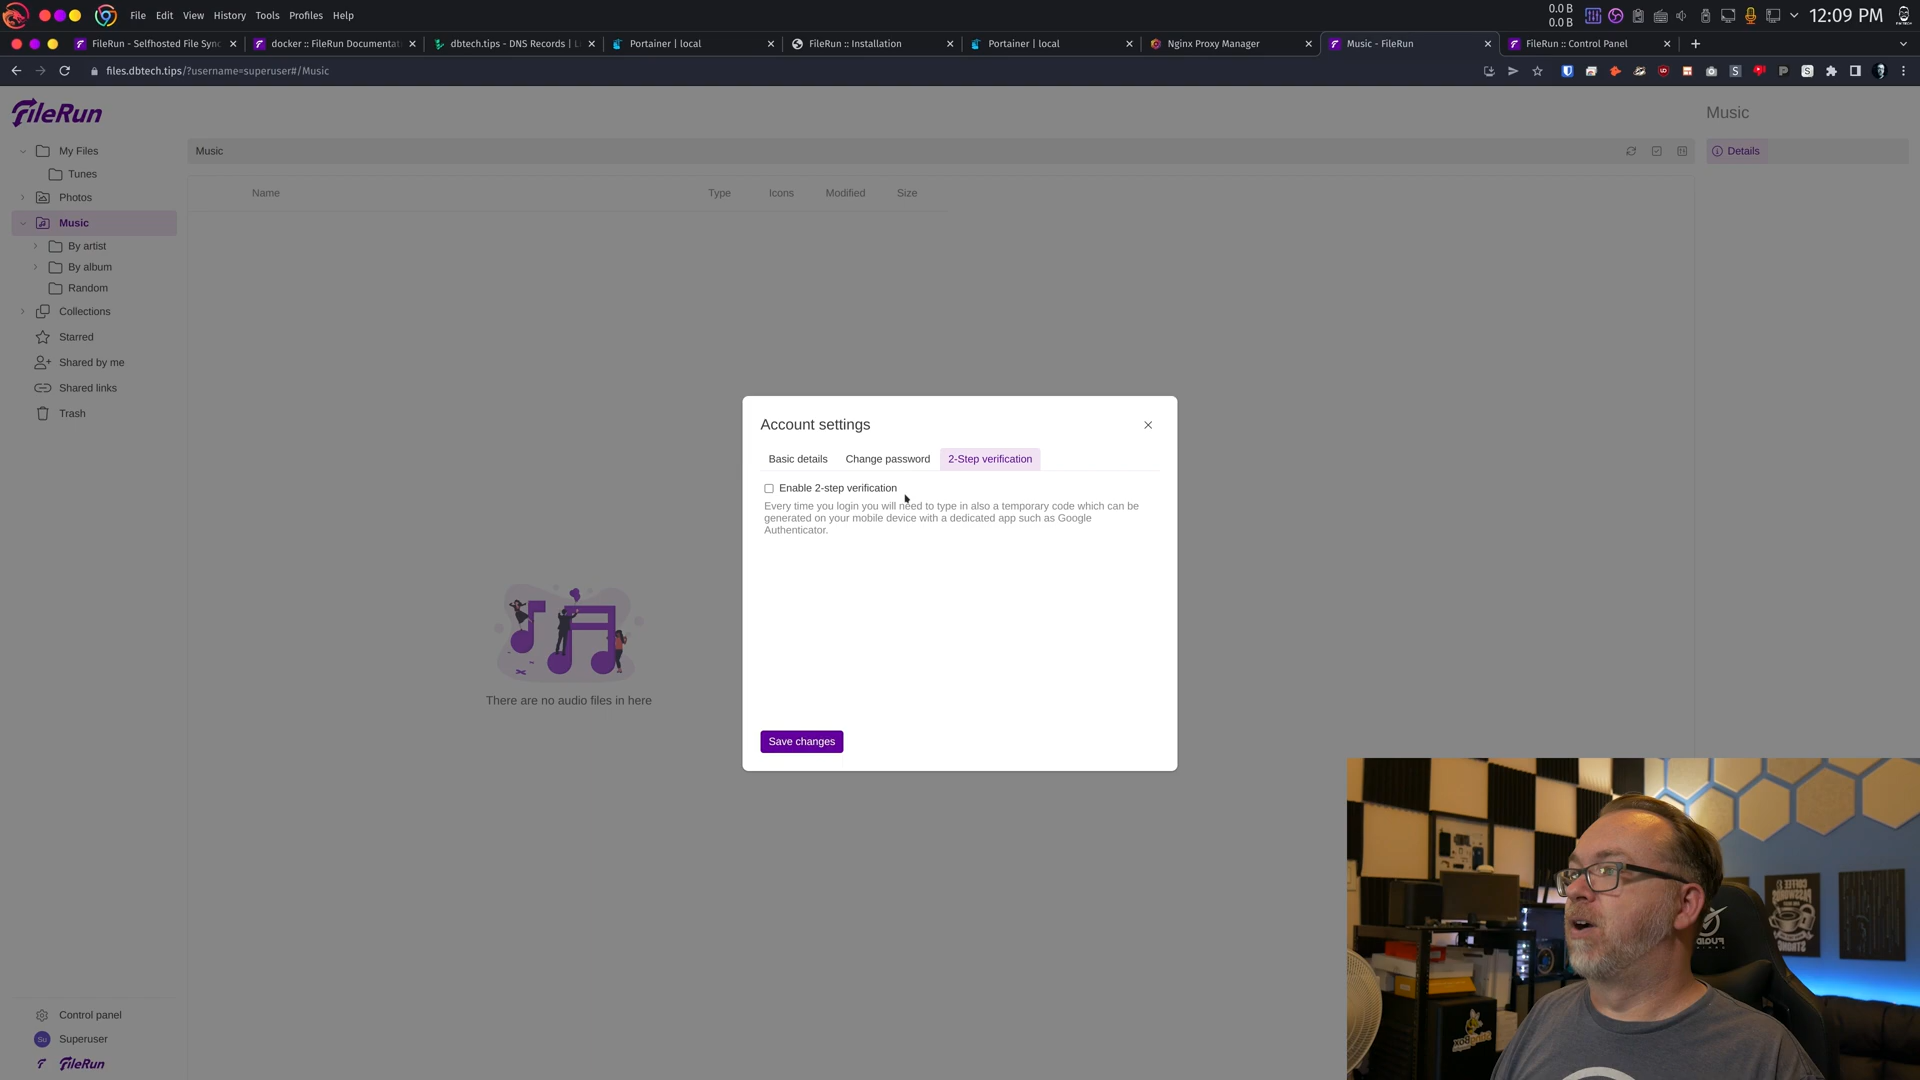 File Edit View History Tools Profiles Help
0.0 B
0.0 B
12:09 PM
FileRun - Selfhosted File Sync
docker :: FileRun Documentat
dbtech.tips - DNS Records | L
Portainer | local
FileRun :: Installation
Portainer | local
Nginx Proxy Manager
Music - FileRun
FileRun :: Control Panel
files.dbtech.tips/?username=superuser#/Music
FileRun
Music
My Files
Music
Details
Tunes
Photos
Name Type Icons Modified Size
Music
By artist
By album
Random
Collections
Starred
Shared by me
Shared links
Trash
Account settings
Basic details Change password 2-Step verification
Enable 2-step verification
Every time you login you will need to type in also a temporary code which can be
generated on your mobile device with a dedicated app such as Google
Authenticator.
There are no audio files in here
Save changes
Control panel
Su Superuser
FileRun